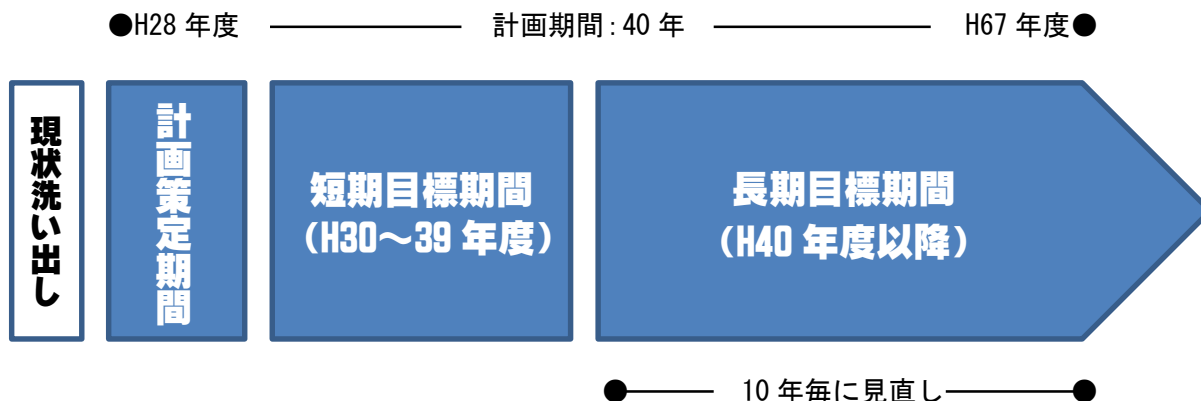 ●H28 年度 ――― 計画期間：40 年 ――― H67 年度●
現状洗い出し
計画策定期間
短期目標期間
（H30～39 年度）
長期目標期間
（H40 年度以降）
●――― 10 年毎に見直し―――●